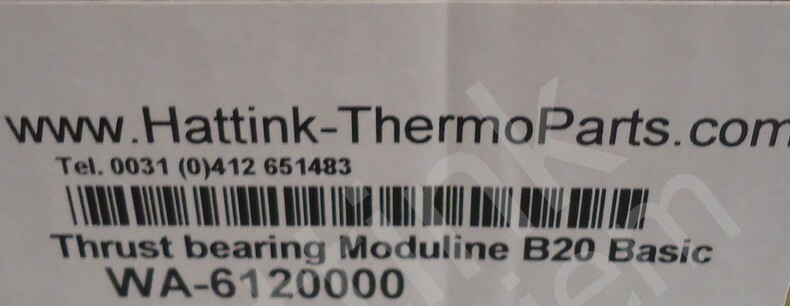 www.Hattink-ThermoParts.com
Tel. 0031 (0)412 651483
Thrust bearing Moduline B20 Basic
WA-6120000